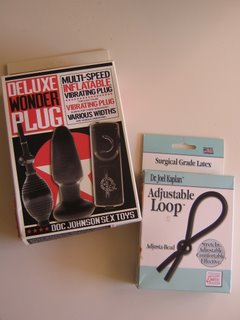 DELUXE
WONDER
PLUG
MULTI-SPEED
INFLATABLE
VIBRATING PLUG
VIBRATING PLUG
VARIOUS WIDTHS
DOC JOHNSON SEX TOYS
Surgical Grade Latex
Dr. Joel Kaplan
Adjustable
Loop™
Adjusta-Bead
Stretchy,
Adjustable
Comfortable,
Effective!